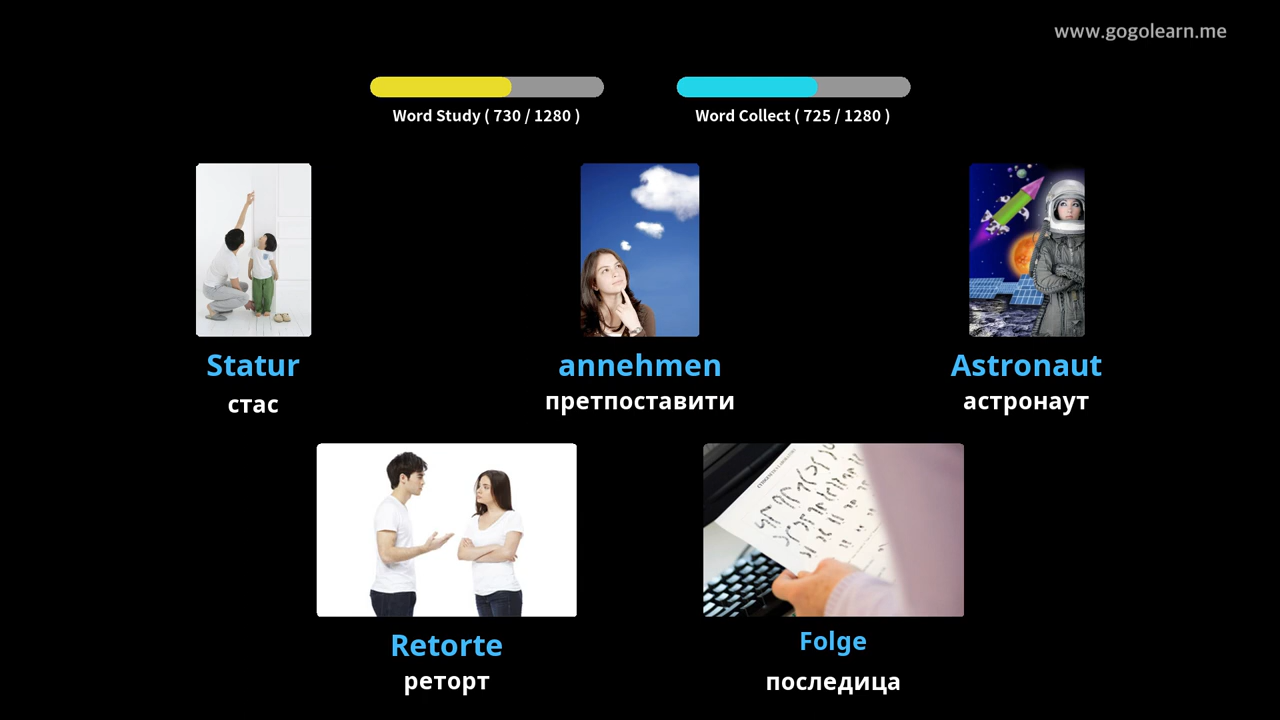 www.gogolearn.me
Word Study ( 730 / 1280 )
Word Collect ( 725 / 1280 )
Statur
стас
annehmen
претпоставити
Astronaut
астронаут
Retorte
реторт
Folge
последица